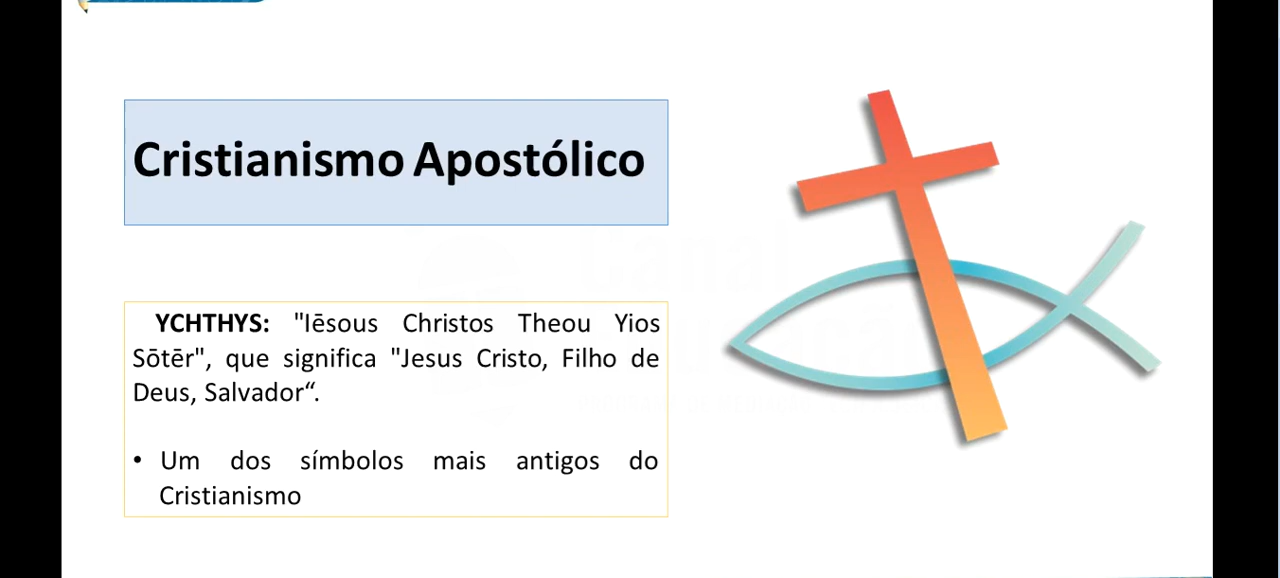 Cristianismo Apostólico
YCHTHYS: "Iēsous Christos Theou Yios
Sōtēr", que significa "Jesus Cristo, Filho de
Deus, Salvador“.
• Um dos símbolos mais antigos do
Cristianismo